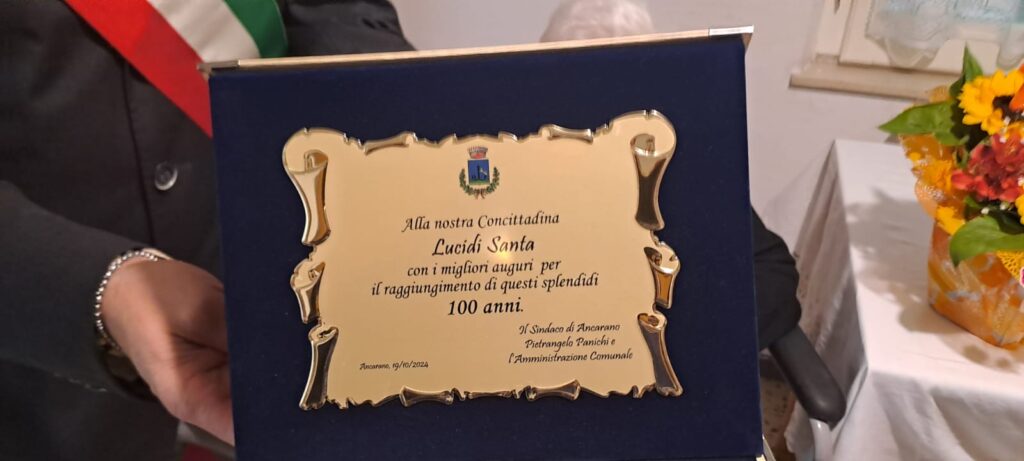 Alla nostra Concittadina
Lucidi Santa
con i migliori auguri per
il raggiungimento di questi splendidi
100 anni.
Il Sindaco di Ancarano
Pietrangelo Panichi e
l'Amministrazione Comunale
Ancarano, 19/10/2024